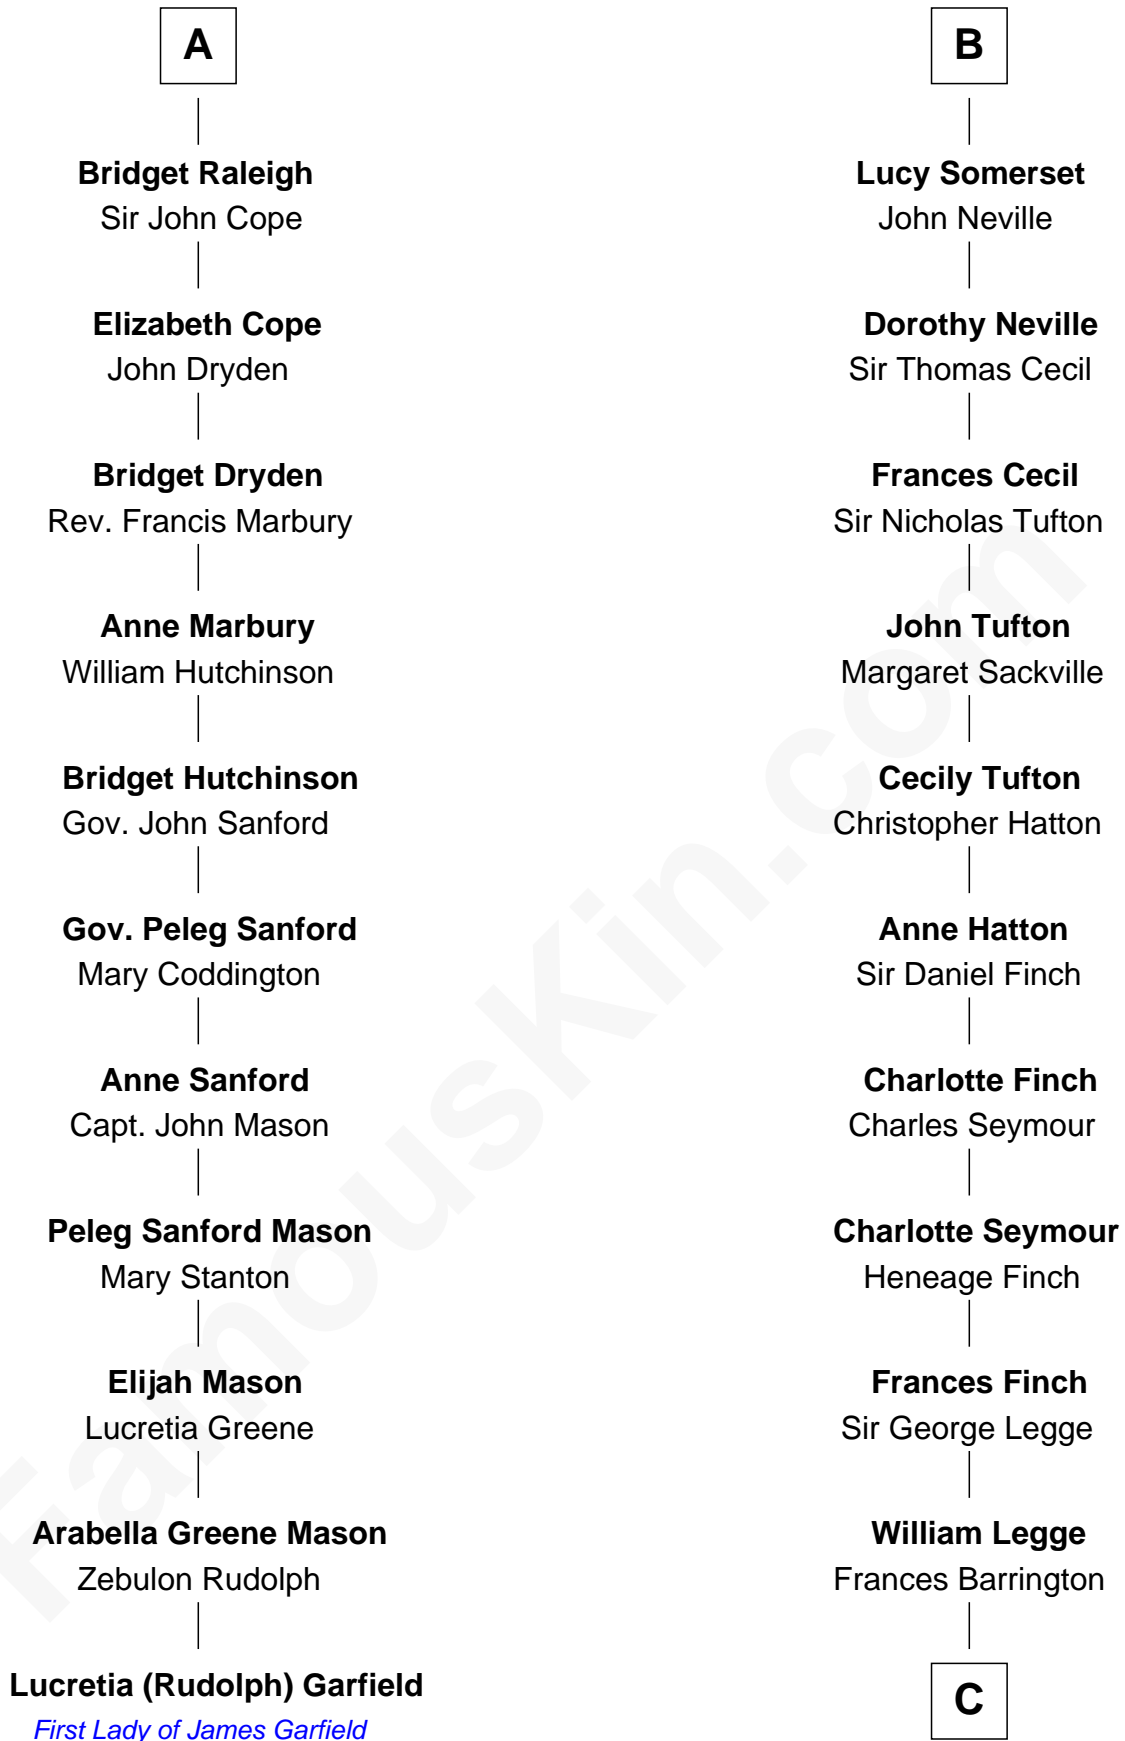 A
Bridget Raleigh
Sir John Cope
Elizabeth Cope
John Dryden
Bridget Dryden
Rev. Francis Marbury
Anne Marbury
William Hutchinson
Bridget Hutchinson
Gov. John Sanford
Gov. Peleg Sanford
Mary Coddington
Anne Sanford
Capt. John Mason
Peleg Sanford Mason
Mary Stanton
Elijah Mason
Lucretia Greene
Arabella Greene Mason
Zebulon Rudolph
Lucretia (Rudolph) Garfield
First Lady of James Garfield
B
Lucy Somerset
John Neville
Dorothy Neville
Sir Thomas Cecil
Frances Cecil
Sir Nicholas Tufton
John Tufton
Margaret Sackville
Cecily Tufton
Christopher Hatton
Anne Hatton
Sir Daniel Finch
Charlotte Finch
Charles Seymour
Charlotte Seymour
Heneage Finch
Frances Finch
Sir George Legge
William Legge
Frances Barrington
C
FamousKin.com